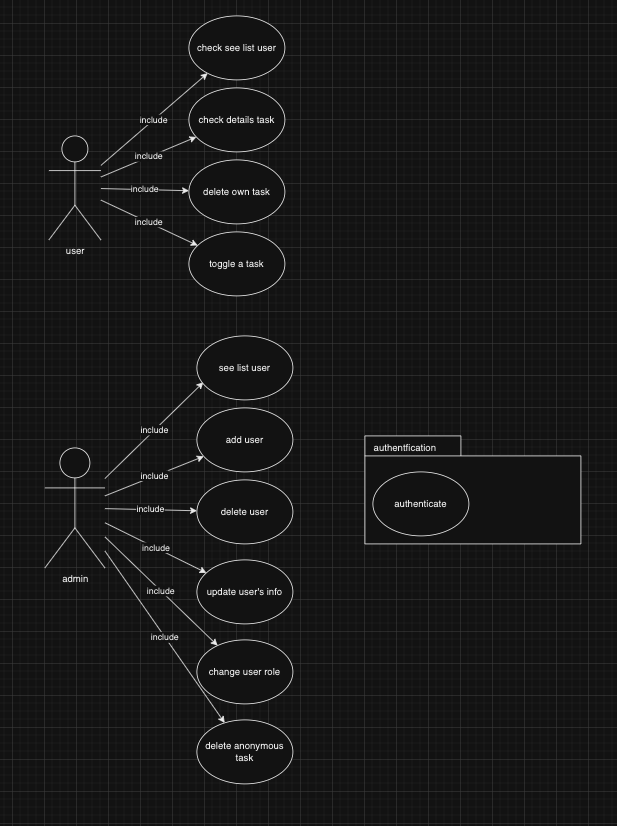 check see list user
include
check details task
include
include
delete own task
include
user
toggle a task
see list user
include
add user
authentfication
include
include
delete user
authenticate
include
admin
include
update user's info
include
change user role
delete anonymous
task